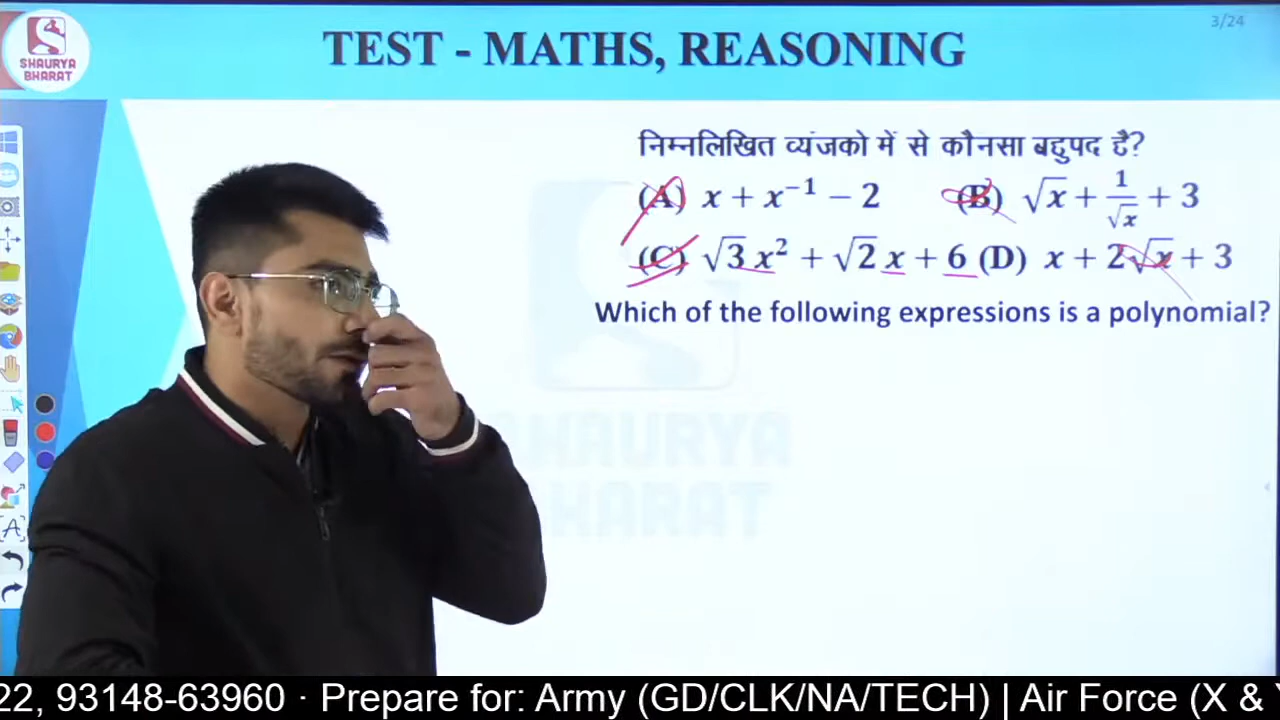 3/24
SHAURYA
BHARAT
TEST - MATHS, REASONING
निम्नलिखित व्यंजको में से कौनसा बहुपद है?
(A) x + x⁻¹ − 2 (B) √x + 1/√x + 3
(C) √3 x² + √2 x + 6 (D) x + 2√x + 3
Which of the following expressions is a polynomial?
SHAURYA
BHARAT
22, 93148-63960 · Prepare for: Army (GD/CLK/NA/TECH) | Air Force (X &